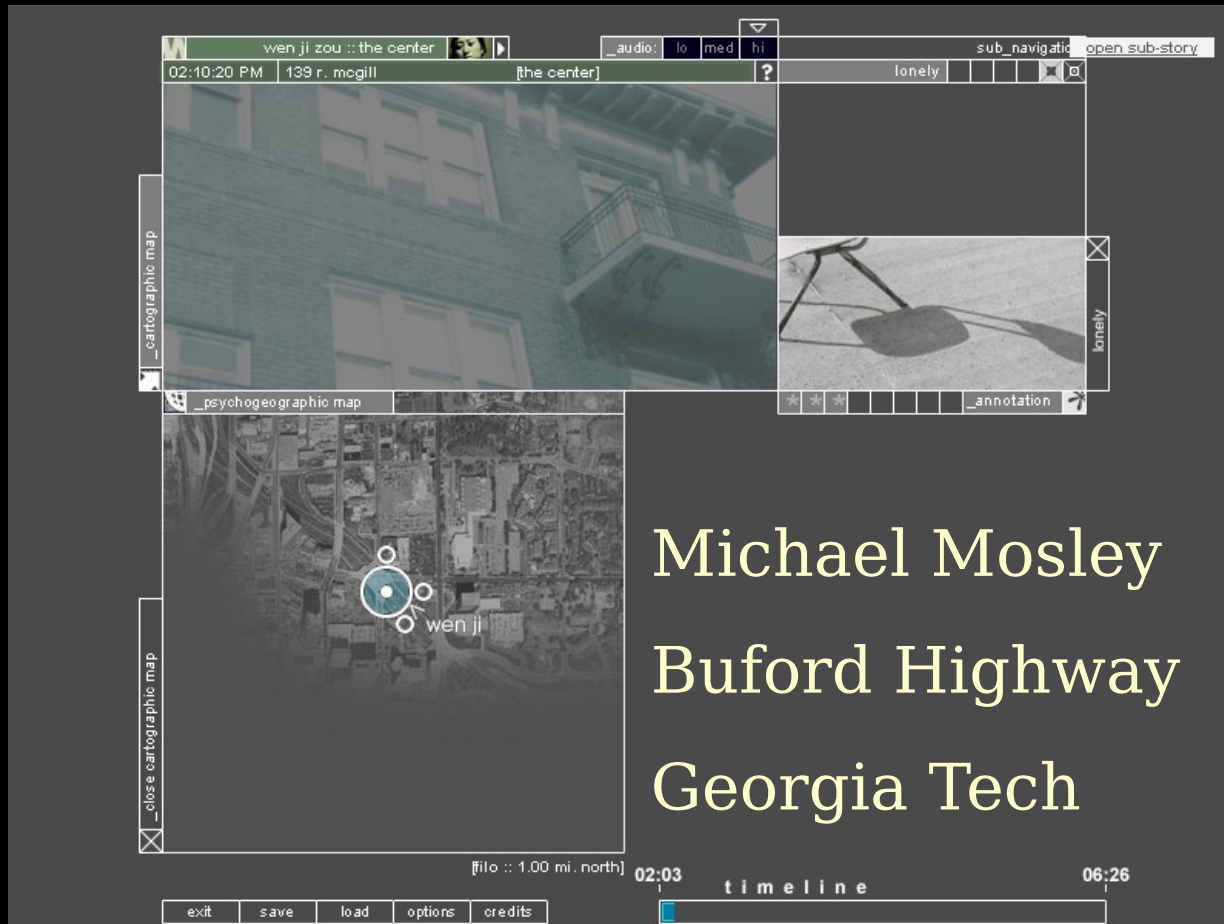 wen ji zou :: the center
_audio: lo med hi
sub_navigatio
open sub-story
02:10:20 PM 139 r. mcgill [the center] ?
lonely
_cartographic map
lonely
_psychogeographic map
_annotation
wen ji
Michael Mosley
Buford Highway
Georgia Tech
_close cartographic map
[filo :: 1.00 mi. north]
02:03 timeline 06:26
exit save load options credits